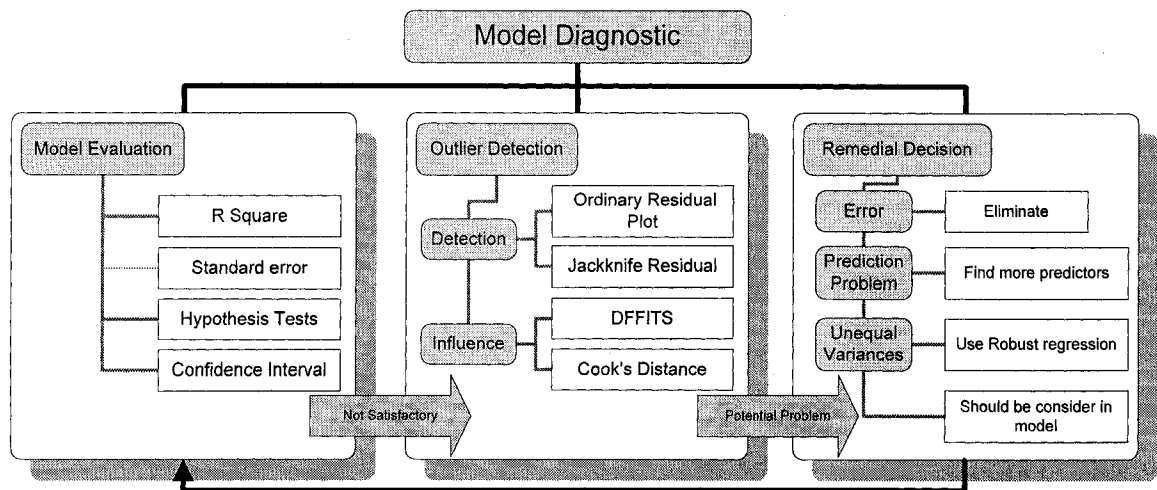 Model Diagnostic
Model Evaluation
R Square
Standard error
Hypothesis Tests
Confidence Interval
Not Satisfactory
Outlier Detection
Detection
Ordinary Residual
Plot
Jackknife Residual
Influence
DFFITS
Cook's Distance
Potential Problem
Remedial Decision
Error
Eliminate
Prediction
Problem
Find more predictors
Unequal
Variances
Use Robust regression
Should be consider in
model